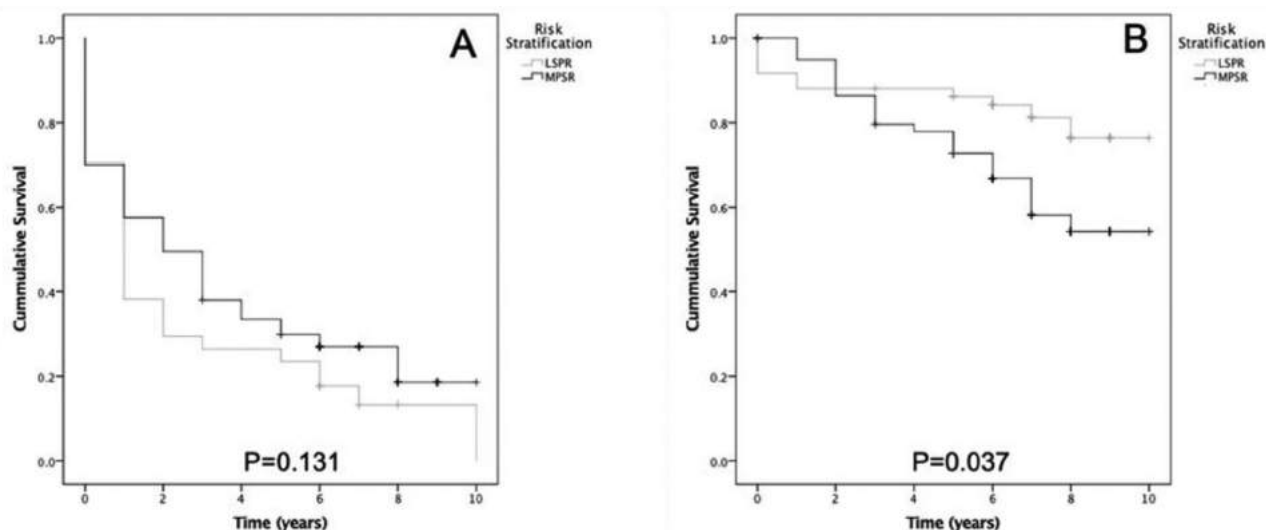 A
Risk
Stratification
LSPR
MPSR
Cummulative Survival
1.0
0.8
0.6
0.4
0.2
0.0
P=0.131
0 2 4 6 8 10
Time (years)
B
Risk
Stratification
LSPR
MPSR
Cummulative Survival
1.0
0.8
0.6
0.4
0.2
0.0
P=0.037
0 2 4 6 8 10
Time (years)